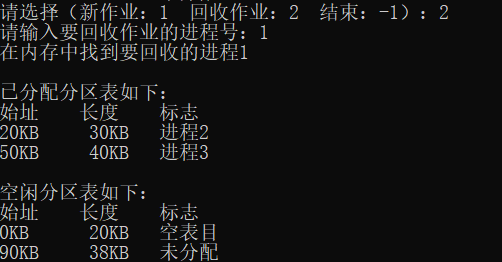 请选择（新作业：1  回收作业：2  结束：-1）：2
请输入要回收作业的进程号：1
在内存中找到要回收的进程1
已分配分区表如下：
始址    长度    标志
20KB    30KB    进程2
50KB    40KB    进程3
空闲分区表如下：
始址    长度    标志
0KB    20KB    空表目
90KB    38KB    未分配